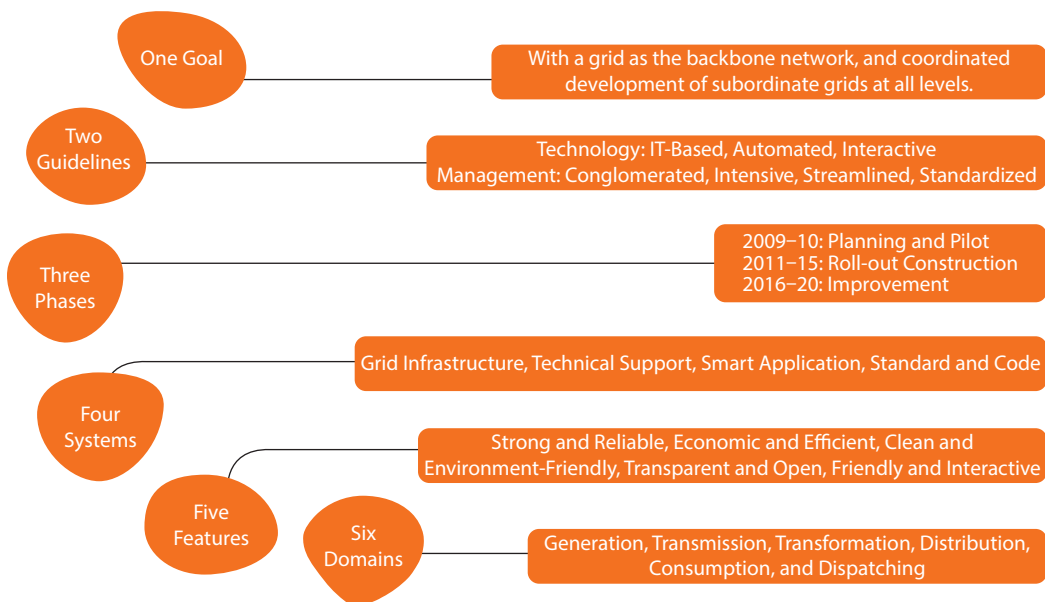 One Goal
With a grid as the backbone network, and coordinated
development of subordinate grids at all levels.
Two
Guidelines
Technology: IT-Based, Automated, Interactive
Management: Conglomerated, Intensive, Streamlined, Standardized
Three
Phases
2009–10: Planning and Pilot
2011–15: Roll-out Construction
2016–20: Improvement
Four
Systems
Grid Infrastructure, Technical Support, Smart Application, Standard and Code
Five
Features
Strong and Reliable, Economic and Efficient, Clean and
Environment-Friendly, Transparent and Open, Friendly and Interactive
Six
Domains
Generation, Transmission, Transformation, Distribution,
Consumption, and Dispatching